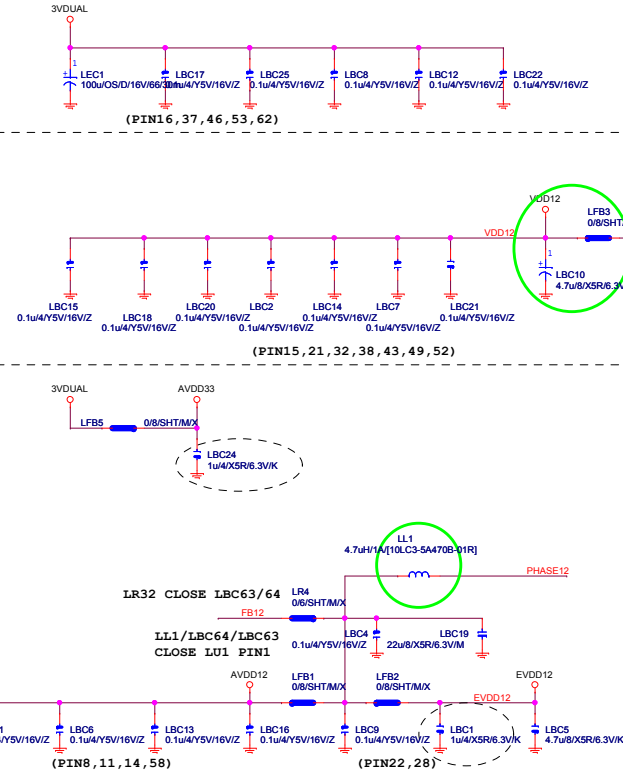 3VDUAL
1
LEC1
100u/OS/D/16V/66/30m
LBC17
0.1u/4/Y5V/16V/Z
LBC25
0.1u/4/Y5V/16V/Z
LBC8
0.1u/4/Y5V/16V/Z
LBC12
0.1u/4/Y5V/16V/Z
LBC22
0.1u/4/Y5V/16V/Z
(PIN16,37,46,53,62)
VDD12
LFB3
0/8/SHT/
VDD12
1
LBC10
4.7u/8/X5R/6.3V
LBC15
0.1u/4/Y5V/16V/Z
LBC18
0.1u/4/Y5V/16V/Z
LBC20
0.1u/4/Y5V/16V/Z
LBC2
0.1u/4/Y5V/16V/Z
LBC14
0.1u/4/Y5V/16V/Z
LBC7
0.1u/4/Y5V/16V/Z
LBC21
0.1u/4/Y5V/16V/Z
(PIN15,21,32,38,43,49,52)
3VDUAL
AVDD33
LFB5
0/8/SHT/M/X
LBC24
1u/4/X5R/6.3V/K
LL1
4.7uH/1A/[10LC3-5A470B-01R]
PHASE12
LR32 CLOSE LBC63/64
LR4
0/6/SHT/M/X
FB12
LL1/LBC64/LBC63
CLOSE LU1 PIN1
LBC4
0.1u/4/Y5V/16V/Z
LBC19
22u/8/X5R/6.3V/M
AVDD12
LFB1
0/8/SHT/M/X
LFB2
0/8/SHT/M/X
EVDD12
EVDD12
1
/Y5V/16V/Z
LBC6
0.1u/4/Y5V/16V/Z
LBC13
0.1u/4/Y5V/16V/Z
LBC16
0.1u/4/Y5V/16V/Z
LBC9
0.1u/4/Y5V/16V/Z
LBC1
1u/4/X5R/6.3V/K
LBC5
4.7u/8/X5R/6.3V/K
(PIN8,11,14,58)
(PIN22,28)